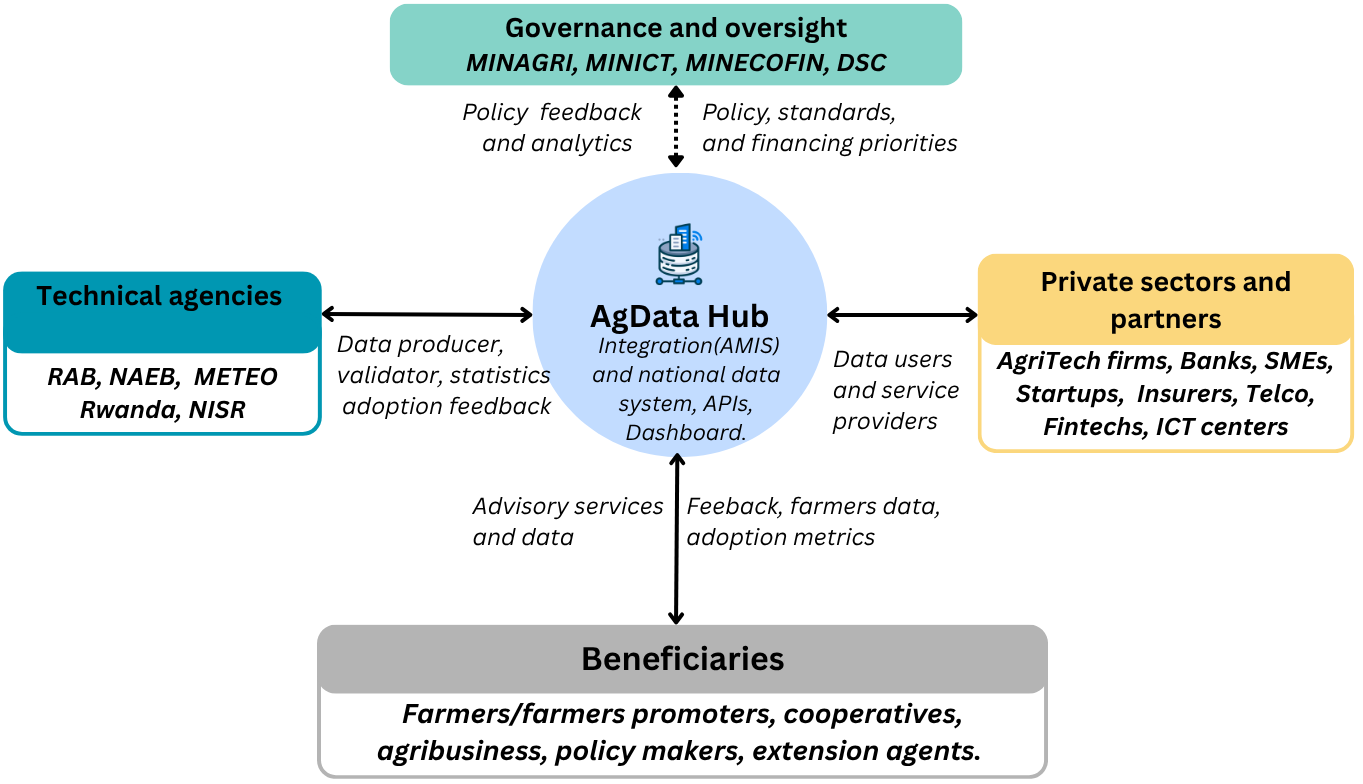 Governance and oversight
MINAGRI, MINICT, MINECOFIN, DSC
Policy feedback
and analytics
Policy, standards,
and financing priorities
Technical agencies
RAB, NAEB, METEO
Rwanda, NISR
Data producer,
validator, statistics
adoption feedback
AgData Hub
Integration(AMIS)
and national data
system, APIs,
Dashboard.
Data users
and service
providers
Private sectors and
partners
AgriTech firms, Banks, SMEs,
Startups, Insurers, Telco,
Fintechs, ICT centers
Advisory services
and data
Feeback, farmers data,
adoption metrics
Beneficiaries
Farmers/farmers promoters, cooperatives,
agribusiness, policy makers, extension agents.